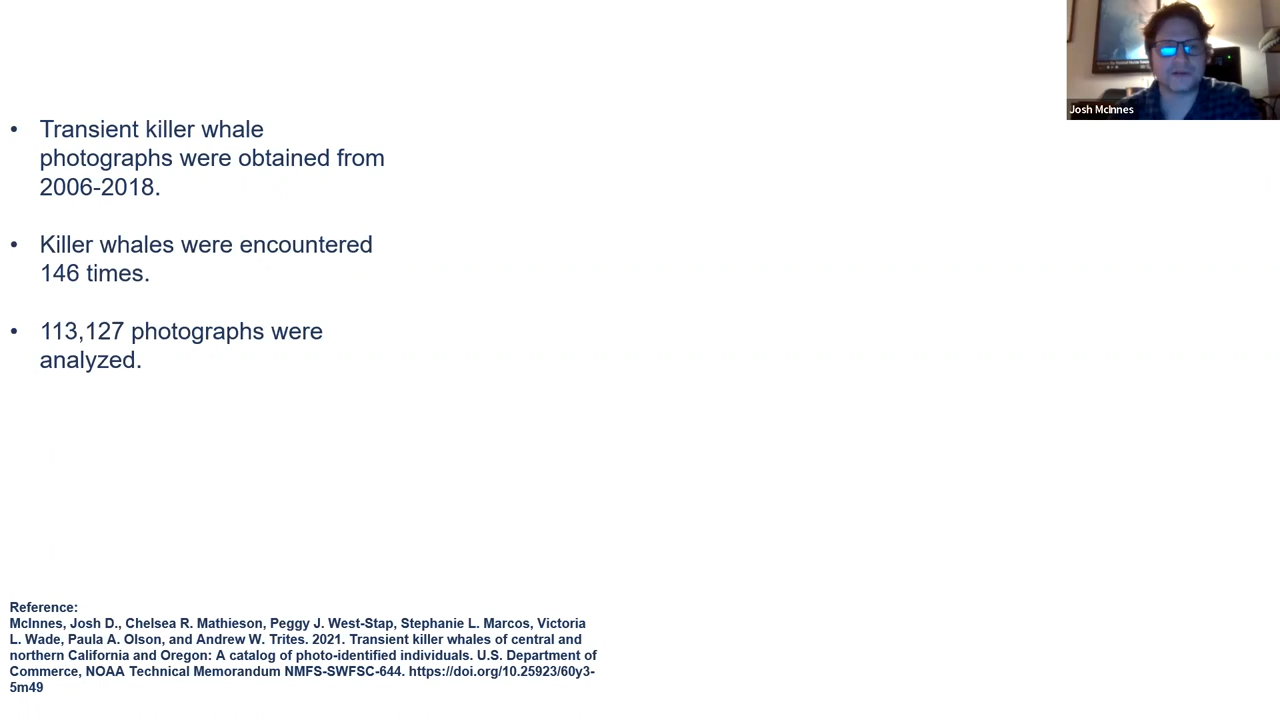 Josh McInnes
• Transient killer whale
photographs were obtained from
2006-2018.
• Killer whales were encountered
146 times.
• 113,127 photographs were
analyzed.
Reference:
McInnes, Josh D., Chelsea R. Mathieson, Peggy J. West-Stap, Stephanie L. Marcos, Victoria
L. Wade, Paula A. Olson, and Andrew W. Trites. 2021. Transient killer whales of central and
northern California and Oregon: A catalog of photo-identified individuals. U.S. Department of
Commerce, NOAA Technical Memorandum NMFS-SWFSC-644. https://doi.org/10.25923/60y3-
5m49